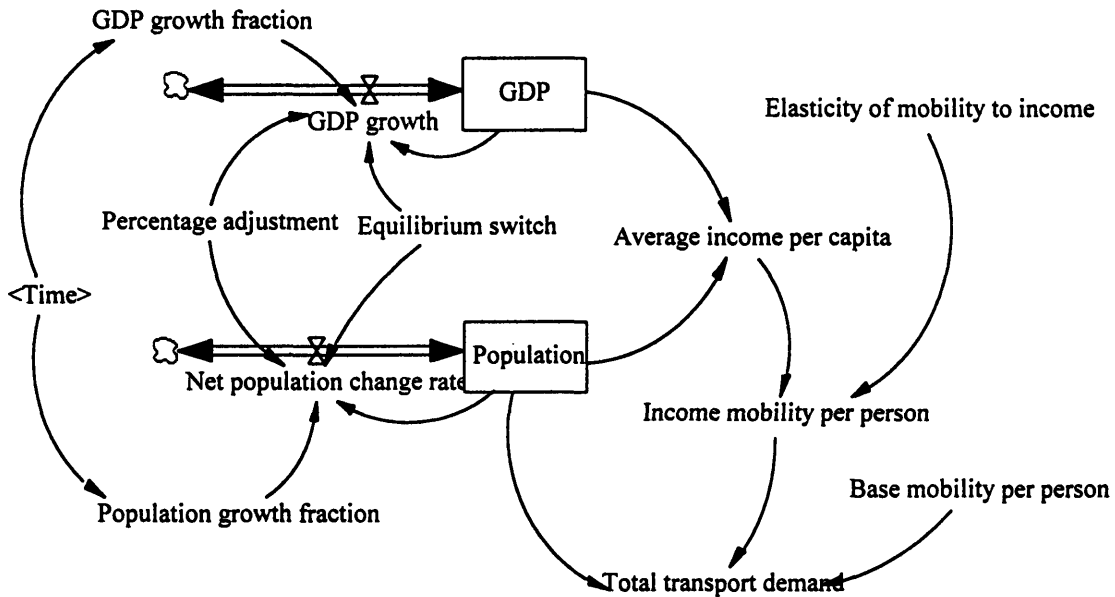 GDP growth fraction
GDP
Elasticity of mobility to income
GDP growth
Percentage adjustment
Equilibrium switch
Average income per capita
<Time>
Population
Net population change rate
Income mobility per person
Base mobility per person
Population growth fraction
Total transport demand